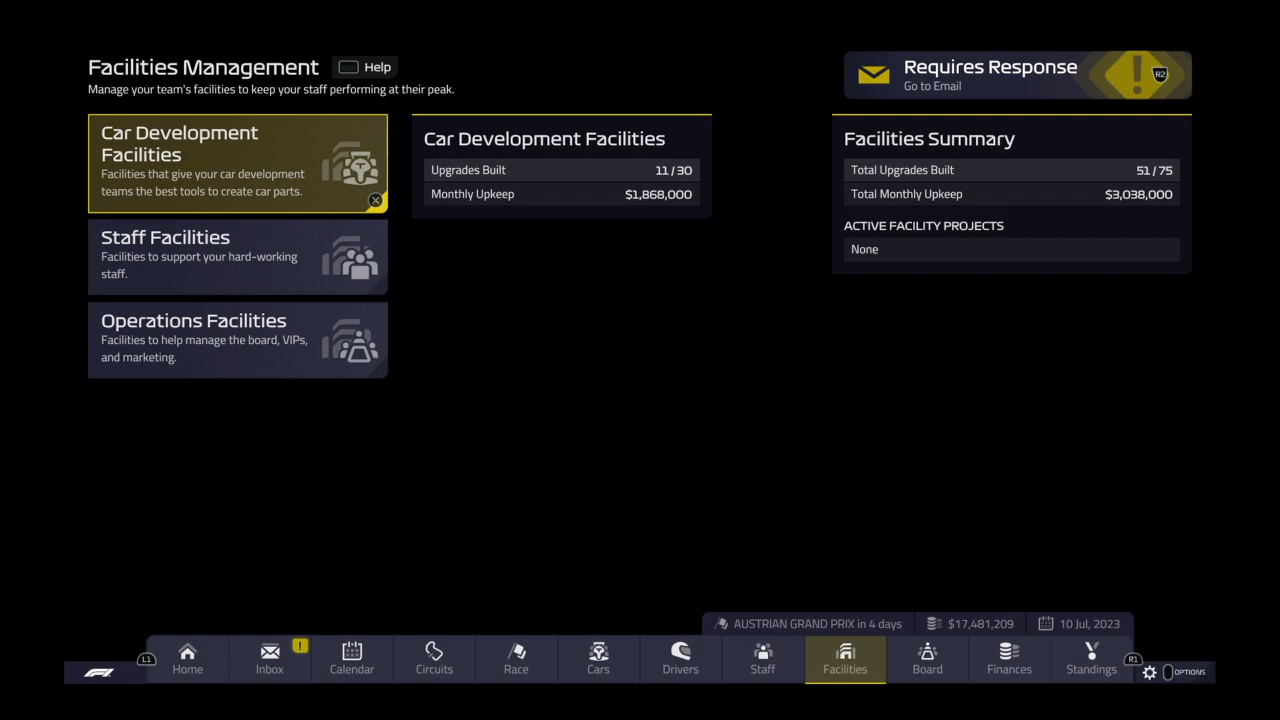 Facilities Management
Help
Manage your team's facilities to keep your staff performing at their peak.
Requires Response
Go to Email
R2
Car Development
Facilities
Facilities that give your car development
teams the best tools to create car parts.
Staff Facilities
Facilities to support your hard-working
staff.
Operations Facilities
Facilities to help manage the board, VIPs,
and marketing.
Car Development Facilities
Upgrades Built 11 / 30
Monthly Upkeep $1,868,000
Facilities Summary
Total Upgrades Built 51 / 75
Total Monthly Upkeep $3,038,000
ACTIVE FACILITY PROJECTS
None
AUSTRIAN GRAND PRIX in 4 days $17,481,209 10 Jul, 2023
F1 L1 Home Inbox Calendar Circuits Race Cars Drivers Staff Facilities Board Finances Standings R1 OPTIONS